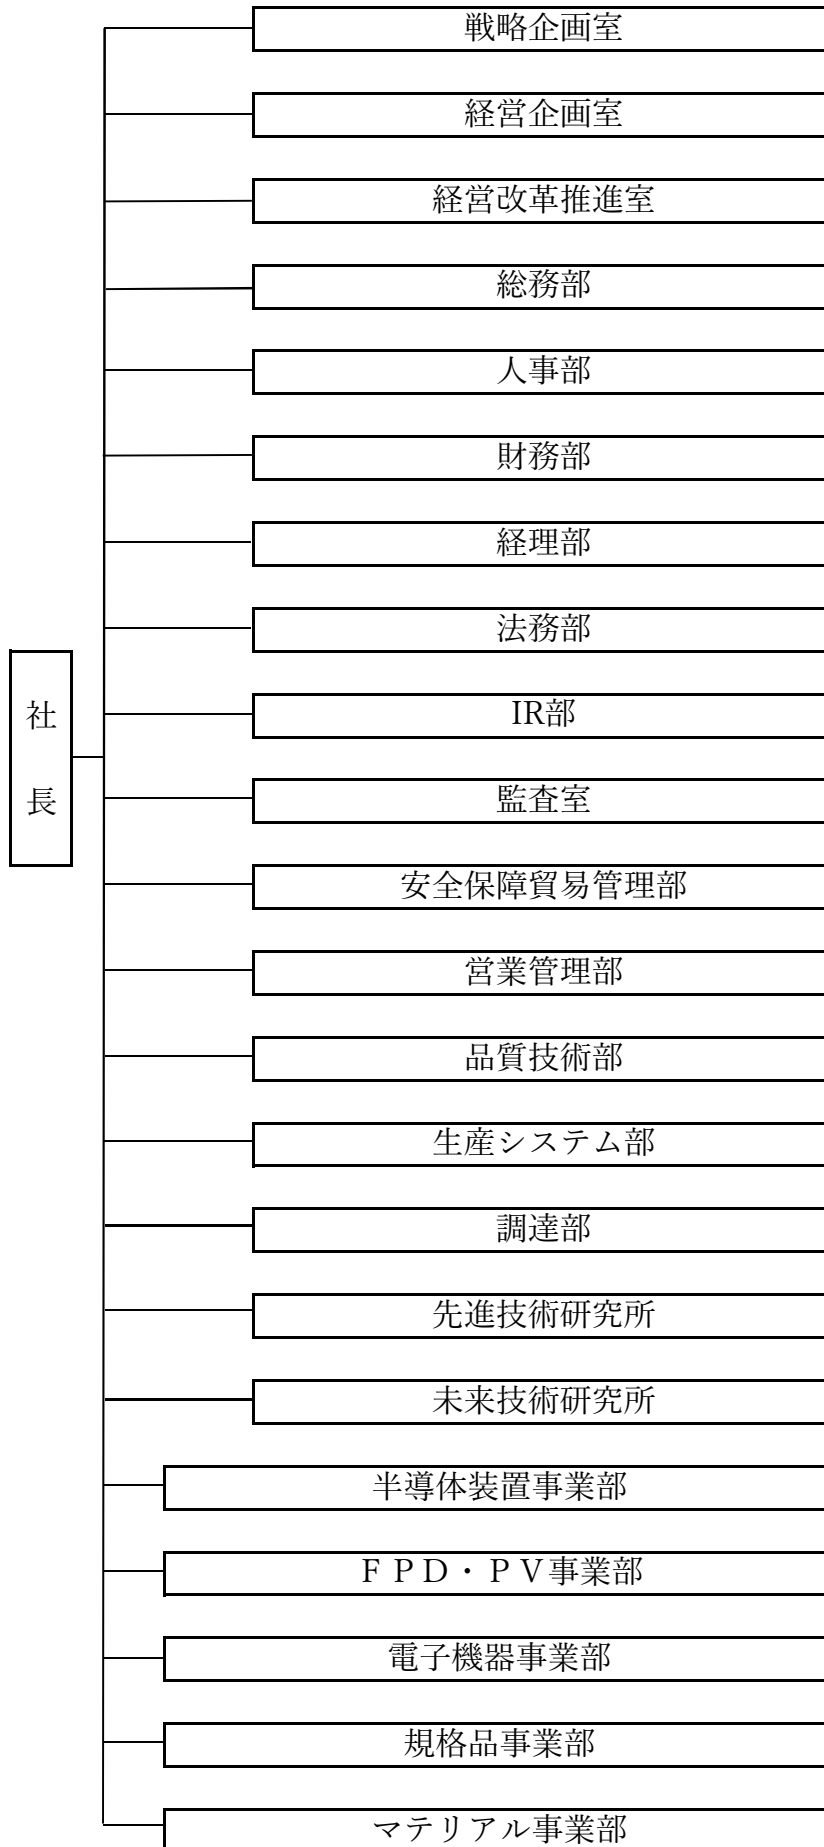 戦略企画室
経営企画室
経営改革推進室
総務部
人事部
財務部
経理部
法務部
社長
IR部
監査室
安全保障貿易管理部
営業管理部
品質技術部
生産システム部
調達部
先進技術研究所
未来技術研究所
半導体装置事業部
ＦＰＤ・ＰＶ事業部
電子機器事業部
規格品事業部
マテリアル事業部